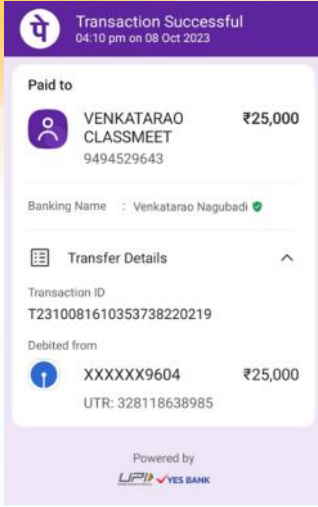 पे
Transaction Successful
04:10 pm on 08 Oct 2023
Paid to
VENKATARAO ₹25,000
CLASSMEET
9494529643
Banking Name : Venkatarao Nagubadi
Transfer Details
Transaction ID
T2310081610353738220219
Debited from
XXXXXX9604 ₹25,000
UTR: 328118638985
Powered by
UPI YES BANK